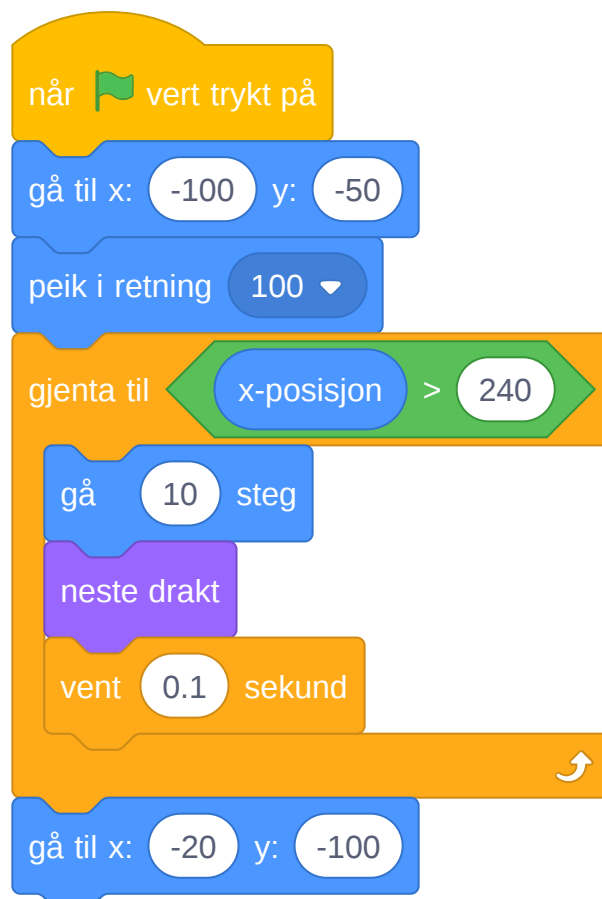 når vert trykt på
gå til x: -100 y: -50
peik i retning 100
gjenta til x-posisjon > 240
gå 10 steg
neste drakt
vent 0.1 sekund
gå til x: -20 y: -100